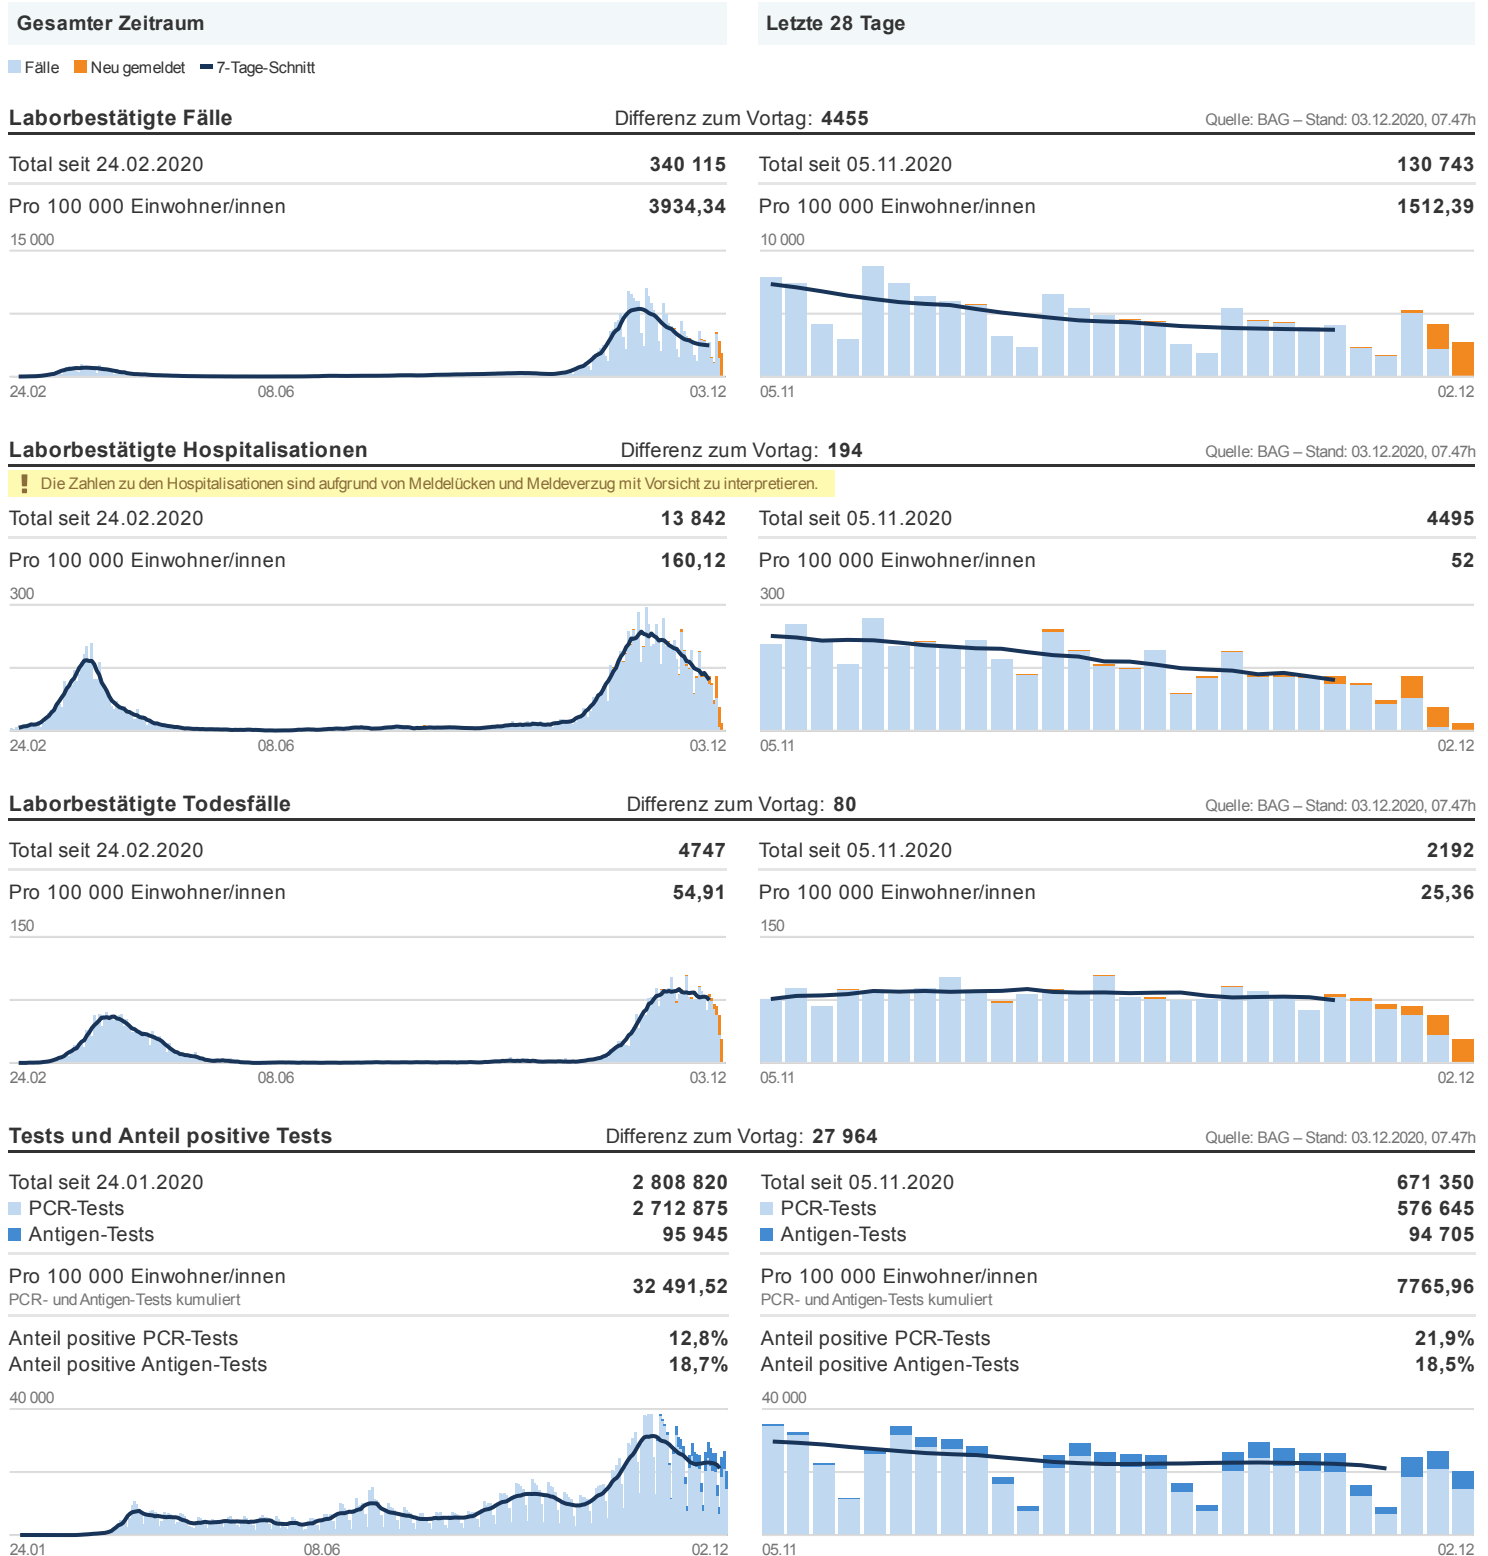 Gesamter Zeitraum
Letzte 28 Tage
Fälle Neu gemeldet 7-Tage-Schnitt
Laborbestätigte Fälle Differenz zum Vortag: 4455 Quelle: BAG – Stand: 03.12.2020, 07.47h
Total seit 24.02.2020 340 115 Total seit 05.11.2020 130 743
Pro 100 000 Einwohner/innen 3934,34 Pro 100 000 Einwohner/innen 1512,39
15 000 10 000
24.02 08.06 03.12 05.11 02.12
Laborbestätigte Hospitalisationen Differenz zum Vortag: 194 Quelle: BAG – Stand: 03.12.2020, 07.47h
! Die Zahlen zu den Hospitalisationen sind aufgrund von Meldelücken und Meldeverzug mit Vorsicht zu interpretieren.
Total seit 24.02.2020 13 842 Total seit 05.11.2020 4495
Pro 100 000 Einwohner/innen 160,12 Pro 100 000 Einwohner/innen 52
300 300
24.02 08.06 03.12 05.11 02.12
Laborbestätigte Todesfälle Differenz zum Vortag: 80 Quelle: BAG – Stand: 03.12.2020, 07.47h
Total seit 24.02.2020 4747 Total seit 05.11.2020 2192
Pro 100 000 Einwohner/innen 54,91 Pro 100 000 Einwohner/innen 25,36
150 150
24.02 08.06 03.12 05.11 02.12
Tests und Anteil positive Tests Differenz zum Vortag: 27 964 Quelle: BAG – Stand: 03.12.2020, 07.47h
Total seit 24.01.2020 2 808 820 Total seit 05.11.2020 671 350
PCR-Tests 2 712 875 PCR-Tests 576 645
Antigen-Tests 95 945 Antigen-Tests 94 705
Pro 100 000 Einwohner/innen 32 491,52 Pro 100 000 Einwohner/innen 7765,96
PCR- und Antigen-Tests kumuliert PCR- und Antigen-Tests kumuliert
Anteil positive PCR-Tests 12,8% Anteil positive PCR-Tests 21,9%
Anteil positive Antigen-Tests 18,7% Anteil positive Antigen-Tests 18,5%
40 000 40 000
24.01 08.06 02.12 05.11 02.12